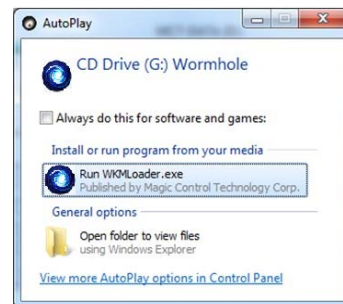 AutoPlay
CD Drive (G:) Wormhole
Always do this for software and games:
Install or run program from your media
Run WKMLoader.exe
Published by Magic Control Technology Corp.
General options
Open folder to view files
using Windows Explorer
View more AutoPlay options in Control Panel